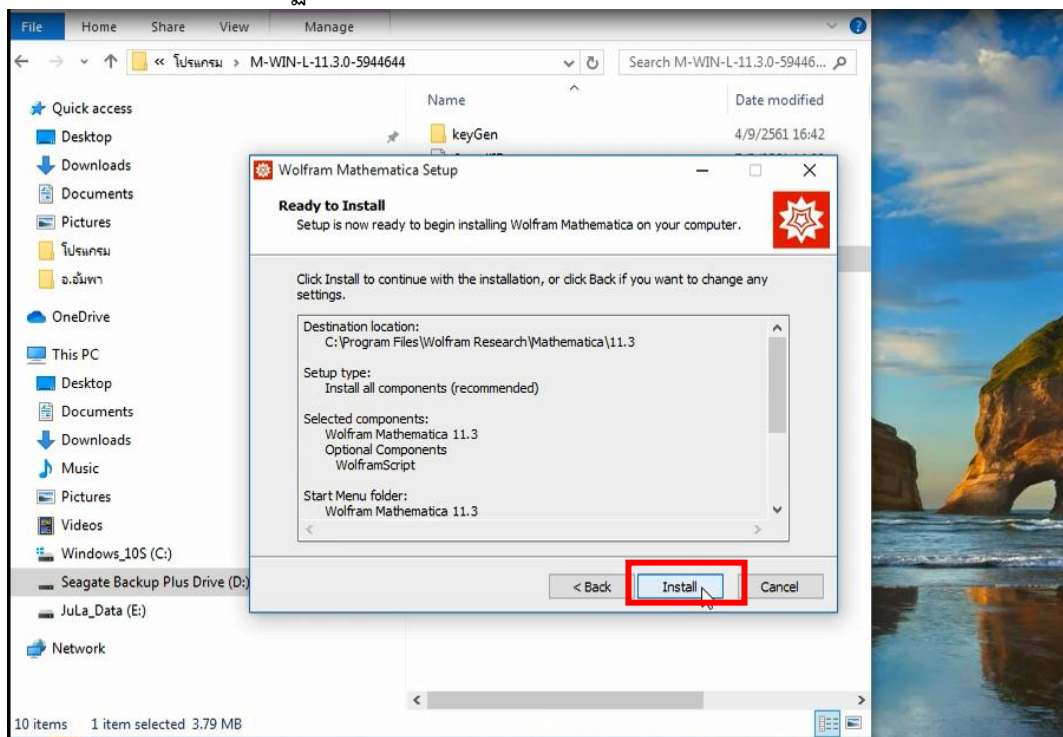 File Home Share View Manage
« โปรแกรม › M-WIN-L-11.3.0-5944644
Search M-WIN-L-11.3.0-59446...
Name Date modified
Quick access
Desktop
Downloads
Documents
Pictures
โปรแกรม
อ.อัมพา
OneDrive
This PC
Desktop
Documents
Downloads
Music
Pictures
Videos
Windows_10S (C:)
Seagate Backup Plus Drive (D:)
JuLa_Data (E:)
Network
keyGen 4/9/2561 16:42
Wolfram Mathematica Setup
Ready to Install
Setup is now ready to begin installing Wolfram Mathematica on your computer.
Click Install to continue with the installation, or click Back if you want to change any
settings.
Destination location:
C:\Program Files\Wolfram Research\Mathematica\11.3
Setup type:
Install all components (recommended)
Selected components:
Wolfram Mathematica 11.3
Optional Components
WolframScript
Start Menu folder:
Wolfram Mathematica 11.3
< Back Install Cancel
10 items 1 item selected 3.79 MB